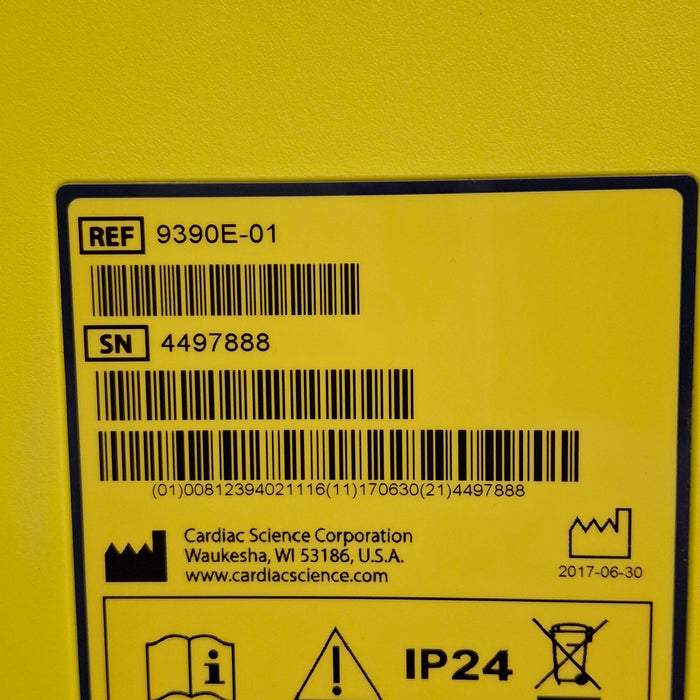 REF 9390E-01
SN 4497888
(01)00812394021116(11)170630(21)4497888
Cardiac Science Corporation
Waukesha, WI 53186, U.S.A.
www.cardiacscience.com
2017-06-30
i ! IP24